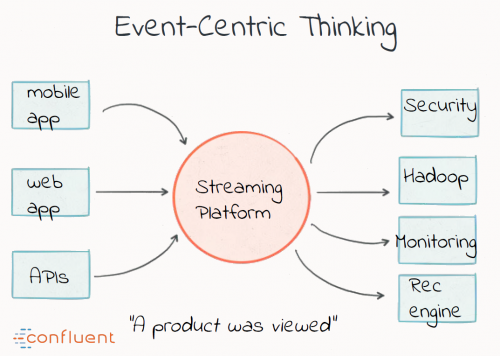 Event-Centric Thinking
mobile
app
web
app
APIs
Streaming
Platform
Security
Hadoop
Monitoring
Rec
engine
"A product was viewed"
confluent